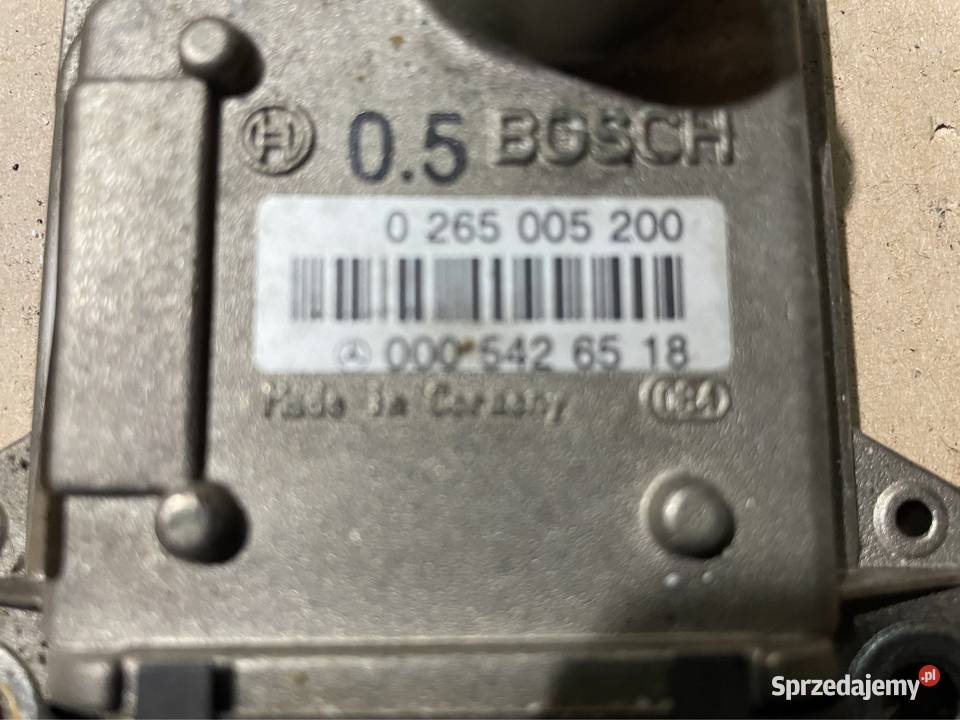 0.5 BOSCH
0 265 005 200
000 542 65 18
Made in Germany
Sprzedajemy.pl